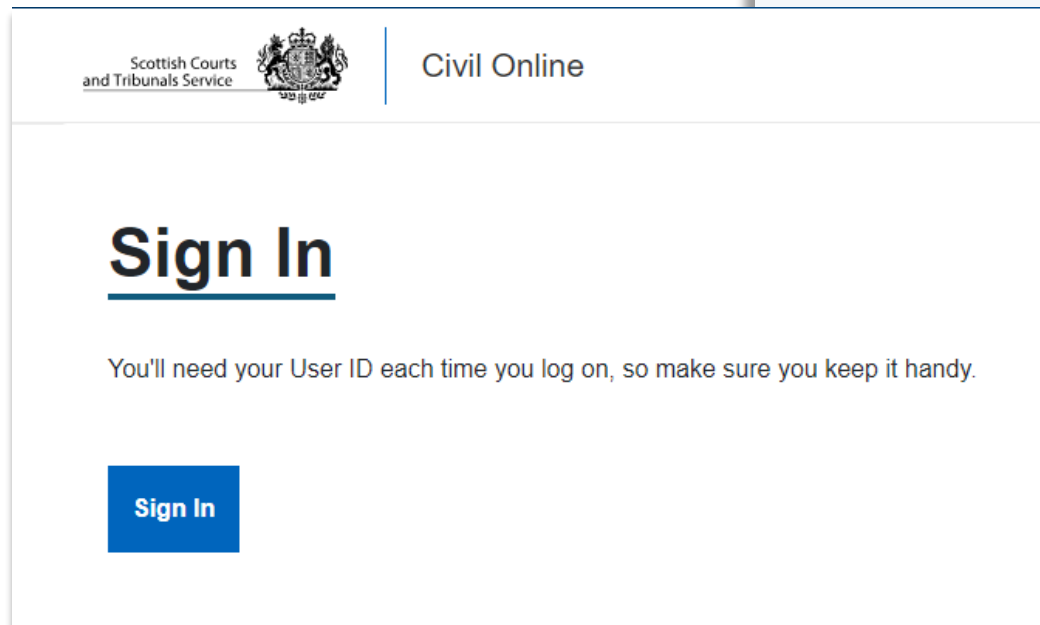 Scottish Courts
and Tribunals Service
Civil Online
Sign In
You'll need your User ID each time you log on, so make sure you keep it handy.
Sign In